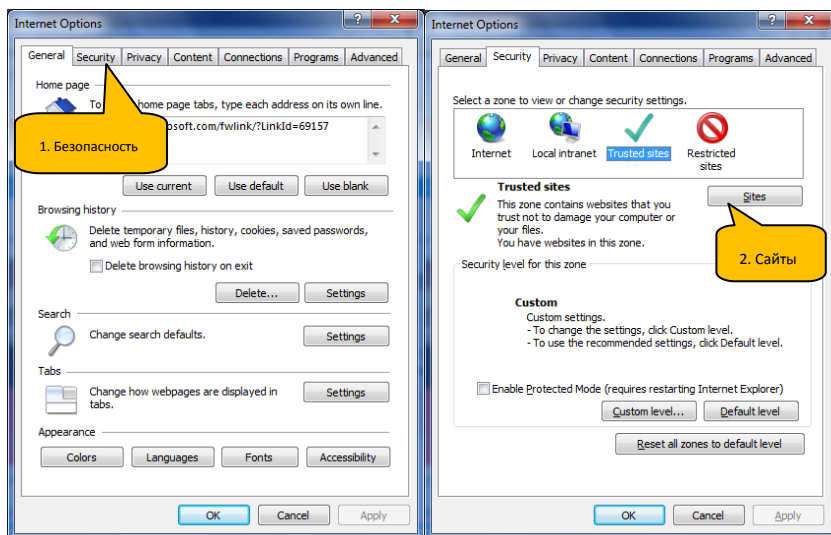 Internet Options
General Security Privacy Content Connections Programs Advanced
Home page
To home page tabs, type each address on its own line.
osoft.com/fwlink/?LinkId=69157
1. Безопасность
Use current Use default Use blank
Browsing history
Delete temporary files, history, cookies, saved passwords,
and web form information.
Delete browsing history on exit
Delete... Settings
Search
Change search defaults. Settings
Tabs
Change how webpages are displayed in
tabs.
Settings
Appearance
Colors Languages Fonts Accessibility
OK Cancel Apply
Internet Options
General Security Privacy Content Connections Programs Advanced
Select a zone to view or change security settings.
Internet Local intranet Trusted sites Restricted
sites
Trusted sites
Sites
This zone contains websites that you
trust not to damage your computer or
your files.
You have websites in this zone.
2. Сайты
Security level for this zone
Custom
Custom settings.
- To change the settings, click Custom level.
- To use the recommended settings, click Default level.
Enable Protected Mode (requires restarting Internet Explorer)
Custom level... Default level
Reset all zones to default level
OK Cancel Apply